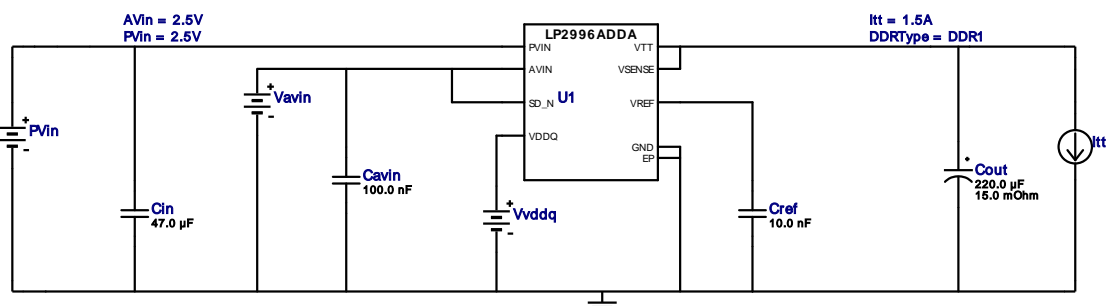 AVin = 2.5V
PVin = 2.5V
Itt = 1.5A
DDRType = DDR1
LP2996ADDA
PVIN
VTT
AVIN
VSENSE
SD_N
U1
VREF
VDDQ
GND
EP
+
PVin
-
+
Vavin
-
Cin
47.0 µF
Cavin
100.0 nF
+
Vvddq
-
Cref
10.0 nF
Cout
220.0 µF
15.0 mOhm
Itt